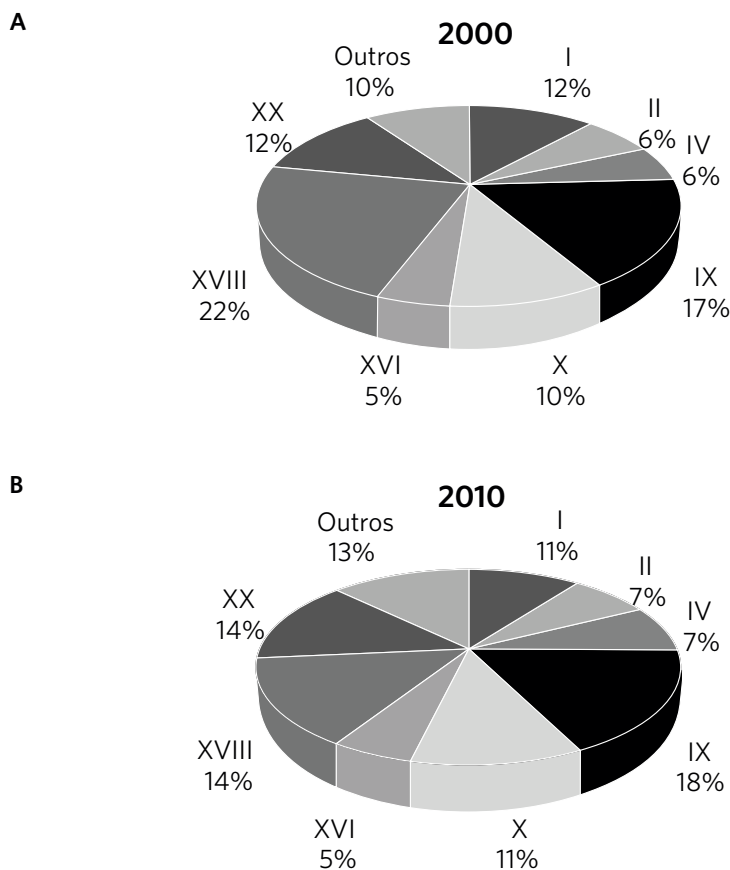 A
2000
Outros
10%
I
12%
II
6%
IV
6%
XX
12%
IX
17%
XVIII
22%
XVI
5%
X
10%
B
2010
Outros
13%
I
11%
II
7%
IV
7%
XX
14%
IX
18%
XVIII
14%
XVI
5%
X
11%